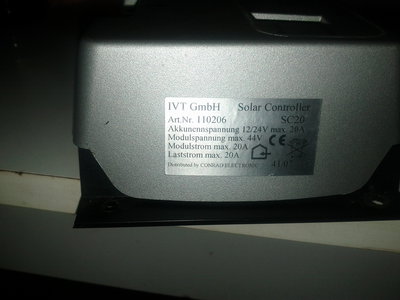 IVT GmbH Solar Controller
Art.Nr. 110206 SC20
Akkunennspannung 12/24V max. 20A
Modulspannung max. 44V CE
Modulstrom max. 20A
Laststrom max. 20A
Distributed by CONRAD ELECTRONIC